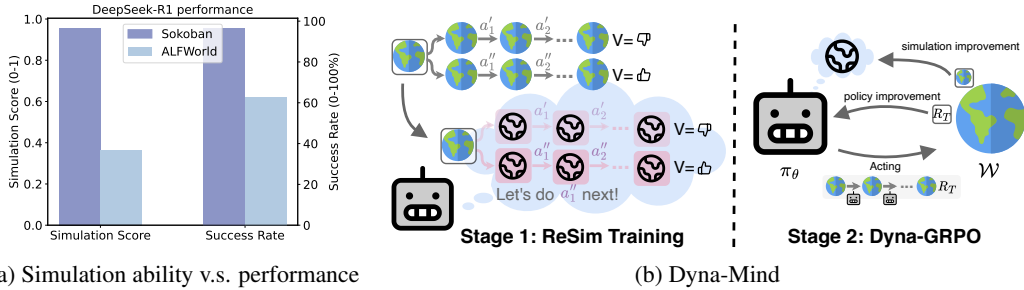 DeepSeek-R1 performance
Sokoban
ALFWorld
Simulation Score (0-1)
1.0
0.8
0.6
0.4
0.2
0.0
Success Rate (0-100%)
100
80
60
40
20
0
Simulation Score
Success Rate
a) Simulation ability v.s. performance
a′₁ a′₂ ... V=
a″₁ a″₂ ... V=
a′₁ a′₂ ... V=
a″₁ a″₂ ... V=
Let's do a″₁ next!
Stage 1: ReSim Training
simulation improvement
policy improvement
R_T
π_θ
Acting
𝒲
... R_T
Stage 2: Dyna-GRPO
(b) Dyna-Mind